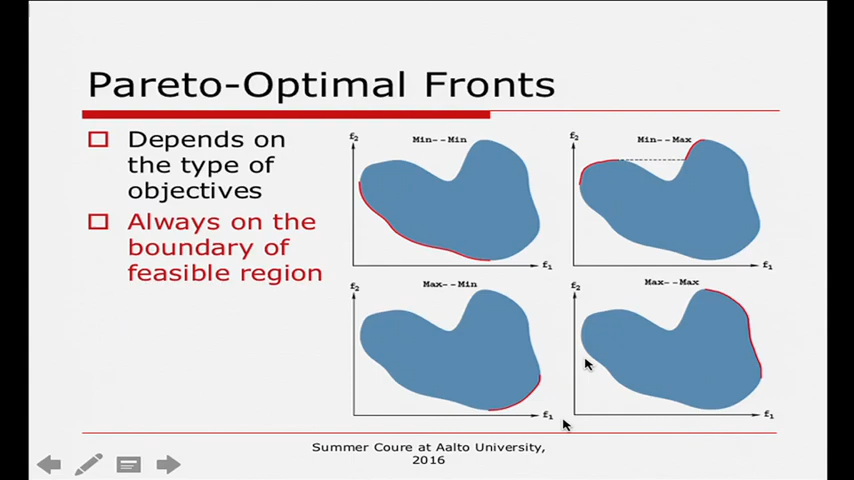 Pareto-Optimal Fronts
Depends on
the type of
objectives
Always on the
boundary of
feasible region
f2
Min--Min
f1
f2
Min--Max
f1
f2
Max--Min
f1
f2
Max--Max
f1
Summer Coure at Aalto University,
2016